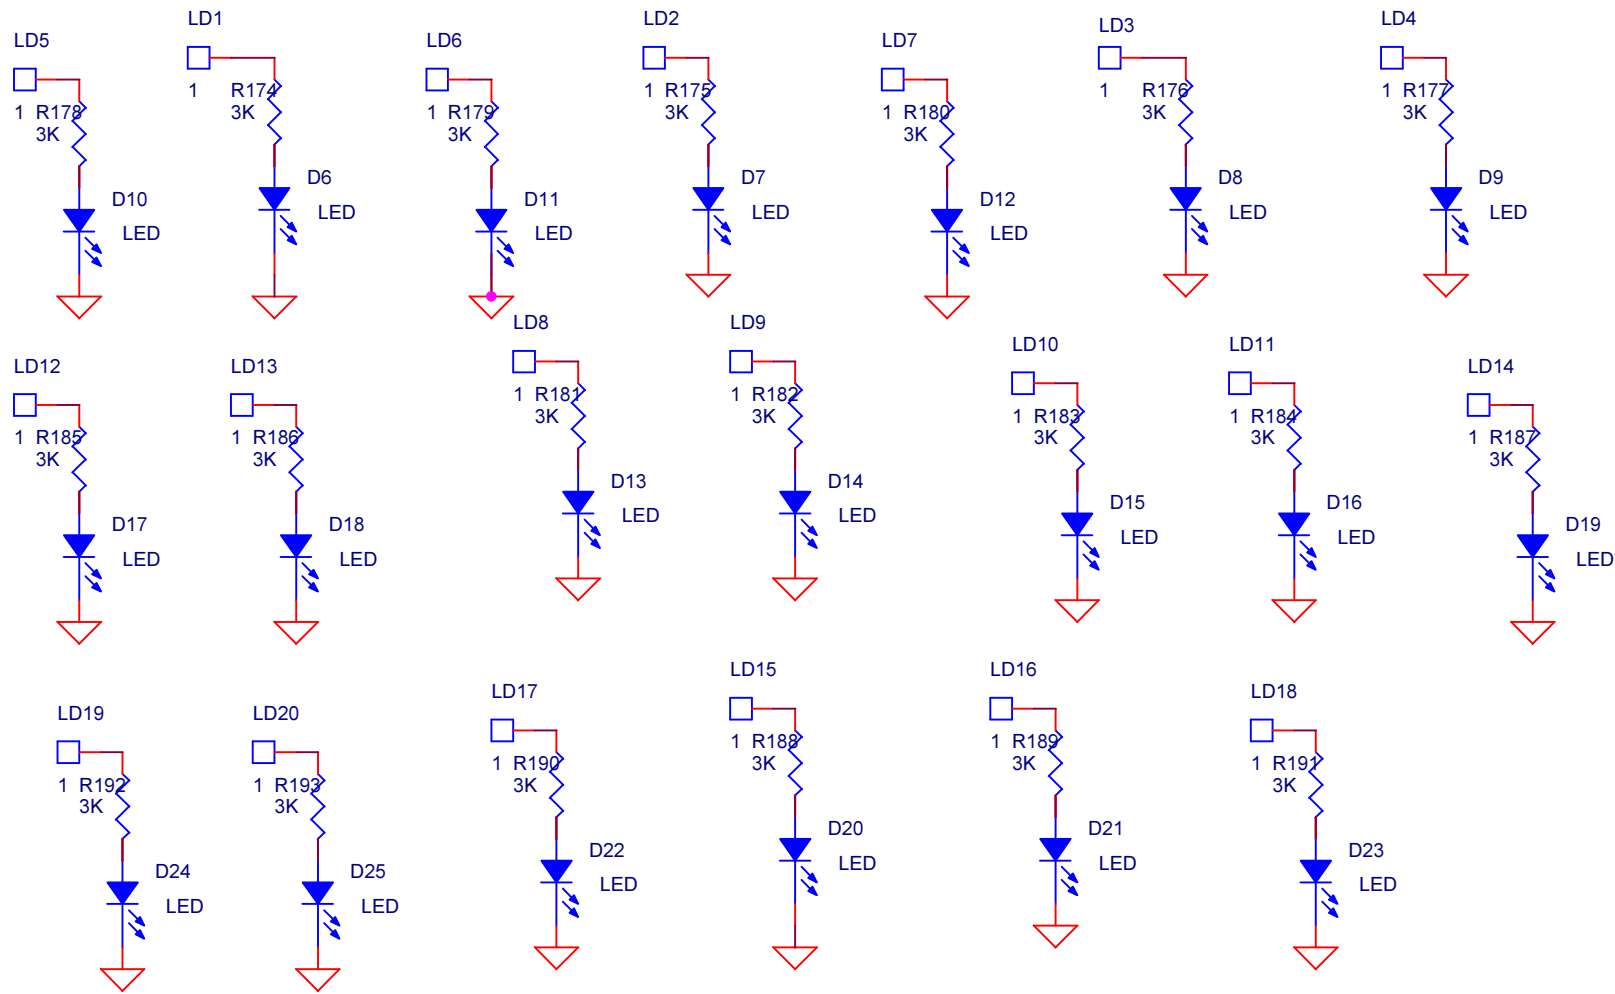 LD5
1 R178
3K
D10
LED
LD1
1 R174
3K
D6
LED
LD6
1 R179
3K
D11
LED
LD2
1 R175
3K
D7
LED
LD7
1 R180
3K
D12
LED
LD3
1 R176
3K
D8
LED
LD4
1 R177
3K
D9
LED
LD12
1 R185
3K
D17
LED
LD13
1 R186
3K
D18
LED
LD8
1 R181
3K
D13
LED
LD9
1 R182
3K
D14
LED
LD10
1 R183
3K
D15
LED
LD11
1 R184
3K
D16
LED
LD14
1 R187
3K
D19
LED
LD19
1 R192
3K
D24
LED
LD20
1 R193
3K
D25
LED
LD17
1 R190
3K
D22
LED
LD15
1 R188
3K
D20
LED
LD16
1 R189
3K
D21
LED
LD18
1 R191
3K
D23
LED